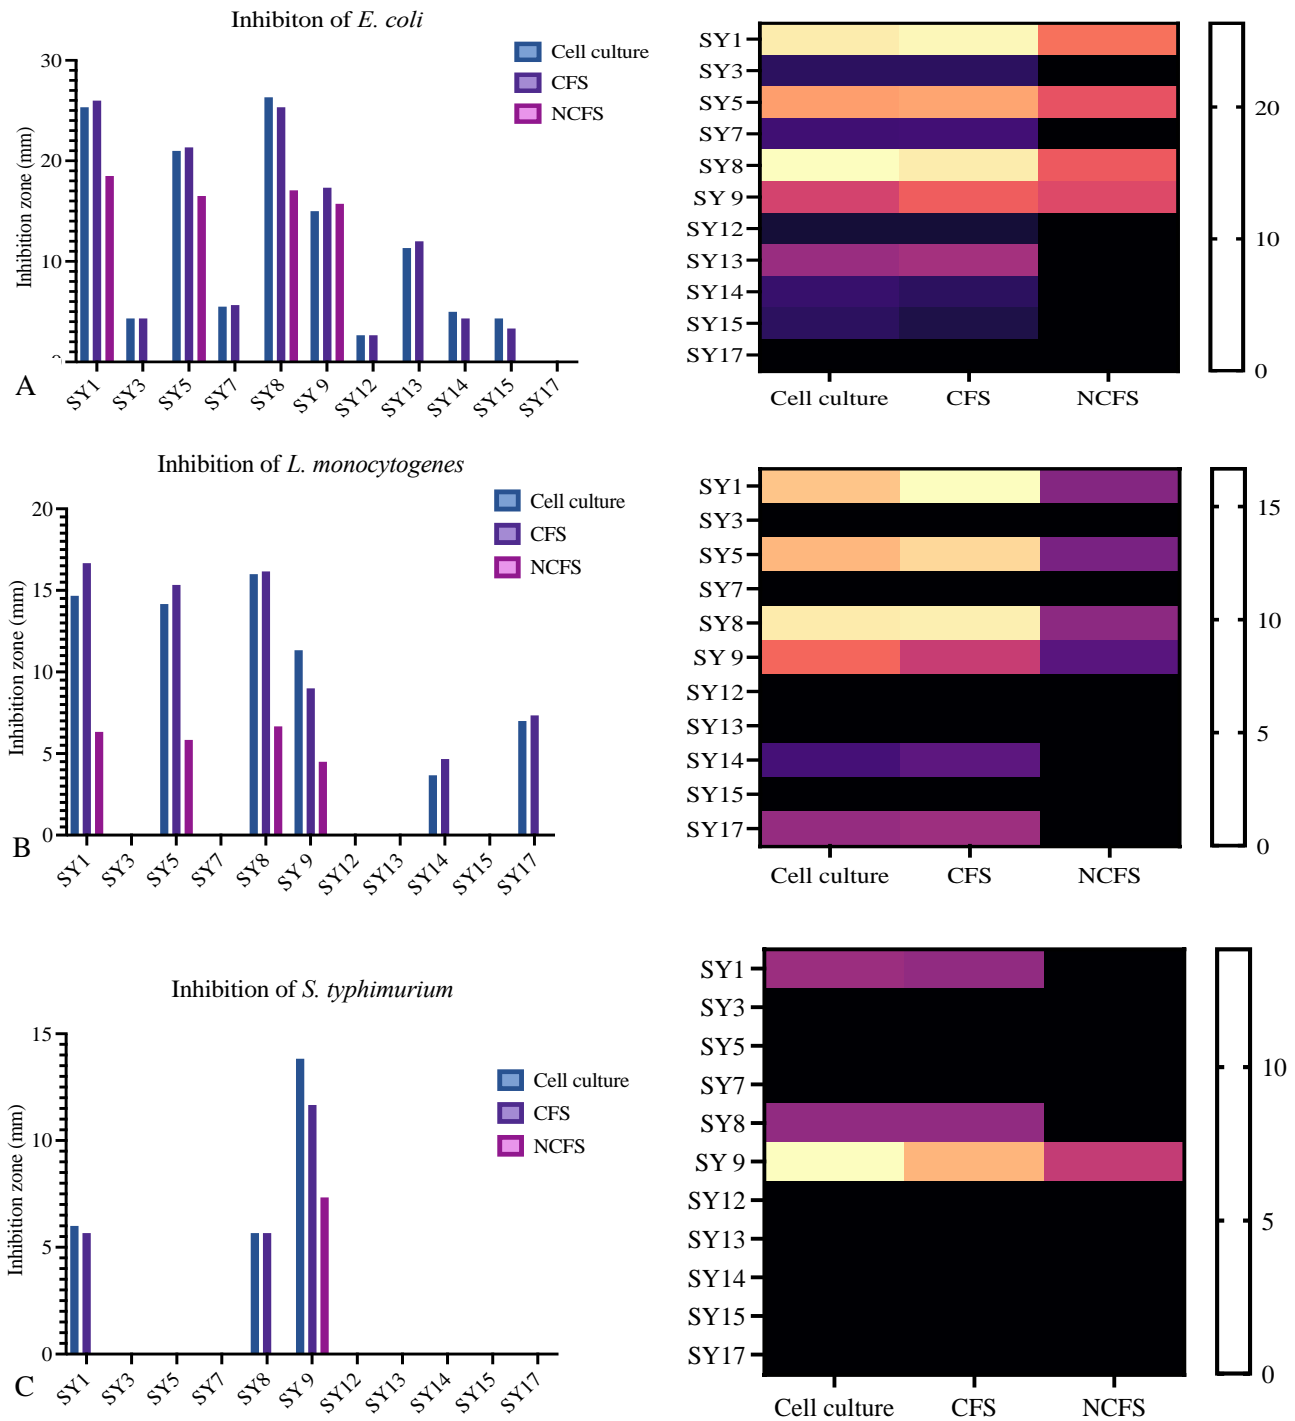 Inhibiton of E. coli
Cell culture
CFS
NCFS
Inhibition zone (mm)
30
20
10
SY1 SY3 SY5 SY7 SY8 SY 9 SY12 SY13 SY14 SY15 SY17
A
SY1
SY3
SY5
SY7
SY8
SY 9
SY12
SY13
SY14
SY15
SY17
Cell culture CFS NCFS
20
10
0
Inhibition of L. monocytogenes
Cell culture
CFS
NCFS
Inhibition zone (mm)
20
15
10
5
0
SY1 SY3 SY5 SY7 SY8 SY 9 SY12 SY13 SY14 SY15 SY17
B
SY1
SY3
SY5
SY7
SY8
SY 9
SY12
SY13
SY14
SY15
SY17
Cell culture CFS NCFS
15
10
5
0
Inhibition of S. typhimurium
Cell culture
CFS
NCFS
Inhibition zone (mm)
15
10
5
0
SY1 SY3 SY5 SY7 SY8 SY 9 SY12 SY13 SY14 SY15 SY17
C
SY1
SY3
SY5
SY7
SY8
SY 9
SY12
SY13
SY14
SY15
SY17
Cell culture CFS NCFS
10
5
0